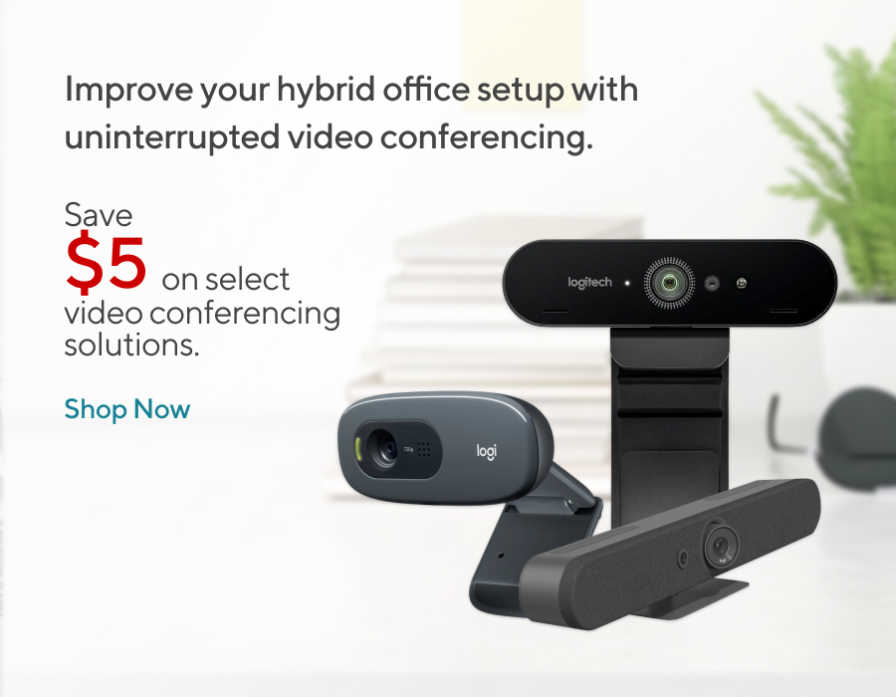 Improve your hybrid office setup with
uninterrupted video conferencing.
Save
$5 on select
video conferencing
solutions.
Shop Now
logitech
logi